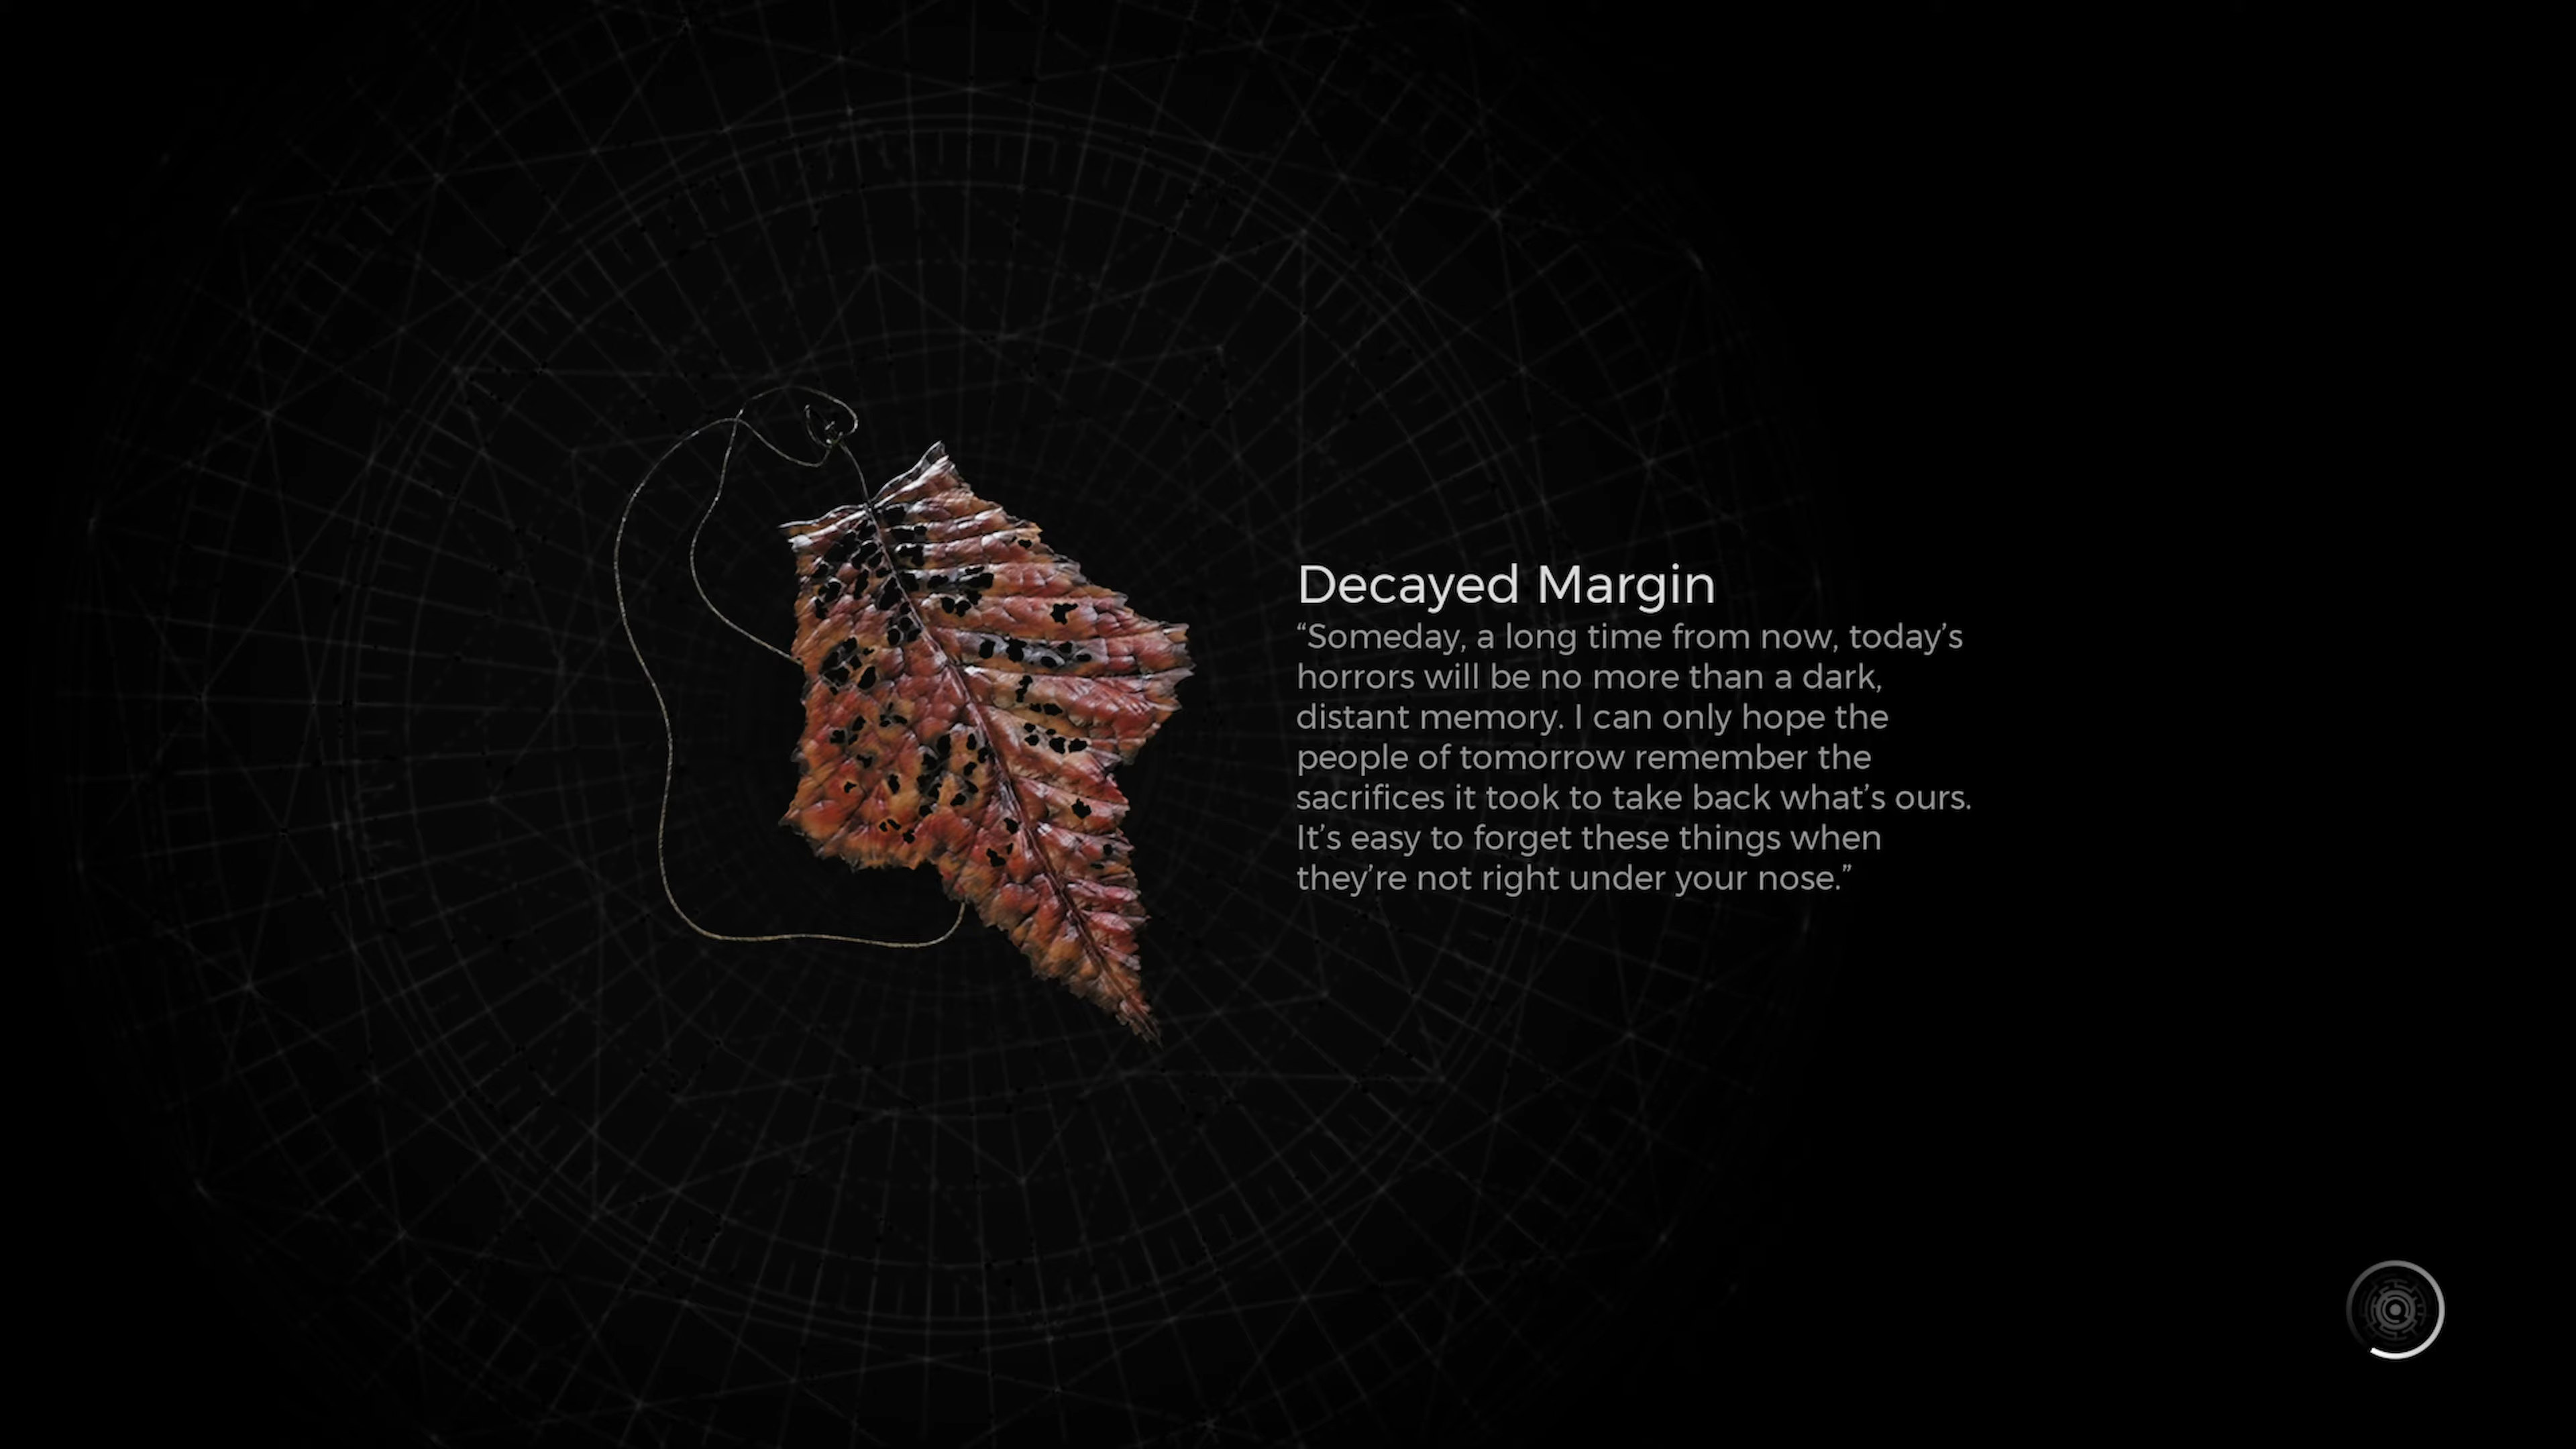 Decayed Margin
“Someday, a long time from now, today’s
horrors will be no more than a dark,
distant memory. I can only hope the
people of tomorrow remember the
sacrifices it took to take back what’s ours.
It’s easy to forget these things when
they’re not right under your nose.”